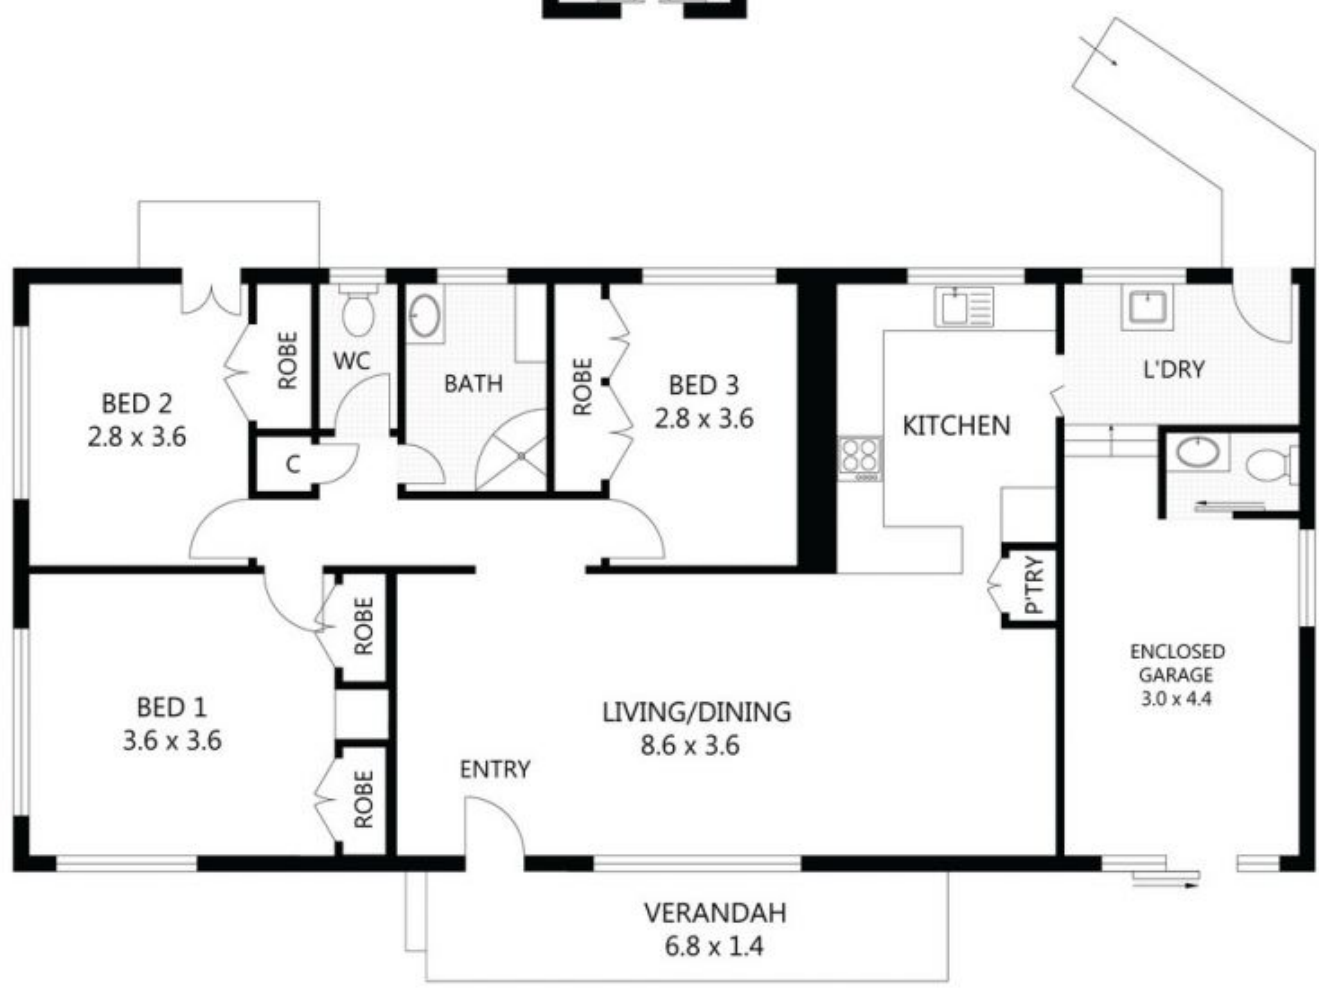 BED 2
2.8 x 3.6
ROBE
WC
BATH
C
ROBE
BED 3
2.8 x 3.6
KITCHEN
L'DRY
P'TRY
BED 1
3.6 x 3.6
ROBE
ROBE
ENTRY
LIVING/DINING
8.6 x 3.6
ENCLOSED
GARAGE
3.0 x 4.4
VERANDAH
6.8 x 1.4